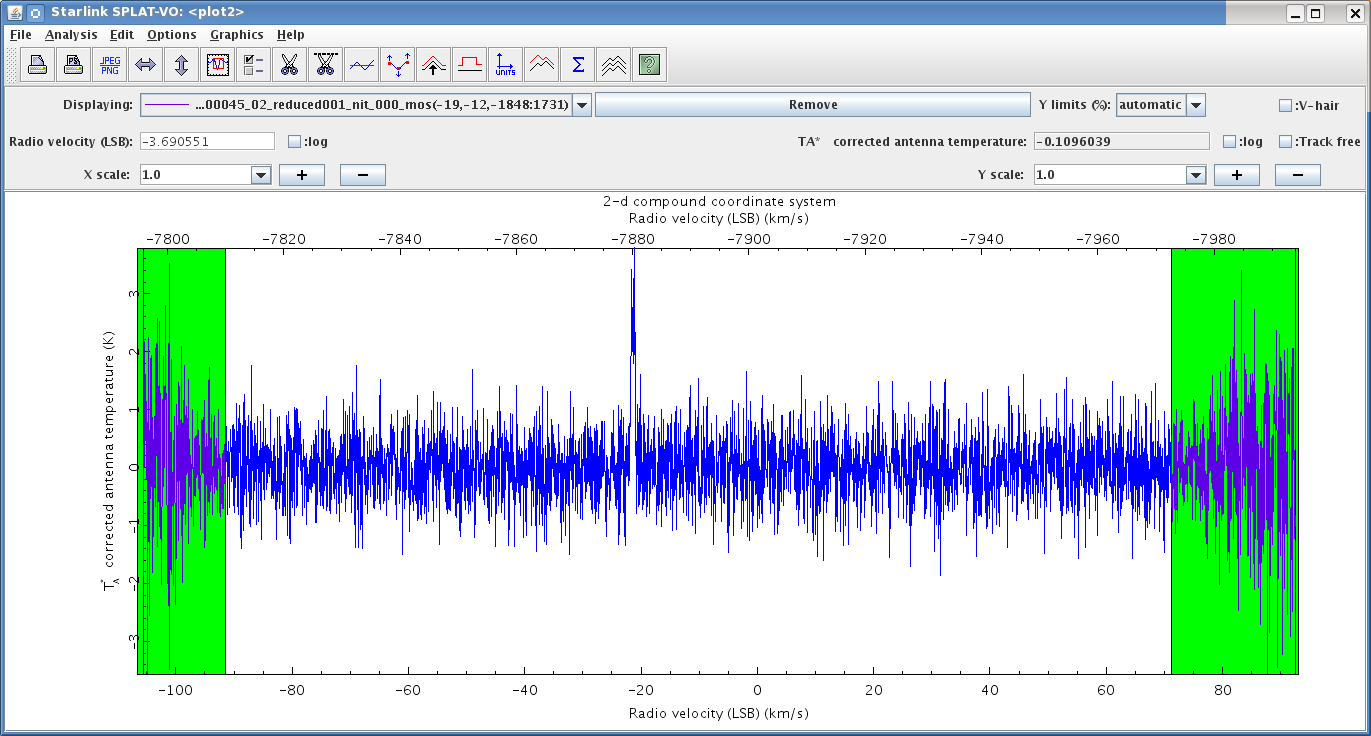 Starlink SPLAT-VO: <plot2>
File Analysis Edit Options Graphics Help
PS JPEG PNG UNITS Σ ?
Displaying: ...00045_02_reduced001_nit_000_mos(-19,-12,-1848:1731) Remove Y limits (%): automatic :V-hair
Radio velocity (LSB): -3.690551 :log TA* corrected antenna temperature: -0.1096039 :log :Track free
X scale: 1.0 + − Y scale: 1.0 + −
2-d compound coordinate system
Radio velocity (LSB) (km/s)
-7800 -7820 -7840 -7860 -7880 -7900 -7920 -7940 -7960 -7980
3
2
1
0
-1
-2
-3
T*A corrected antenna temperature (K)
-100 -80 -60 -40 -20 0 20 40 60 80
Radio velocity (LSB) (km/s)